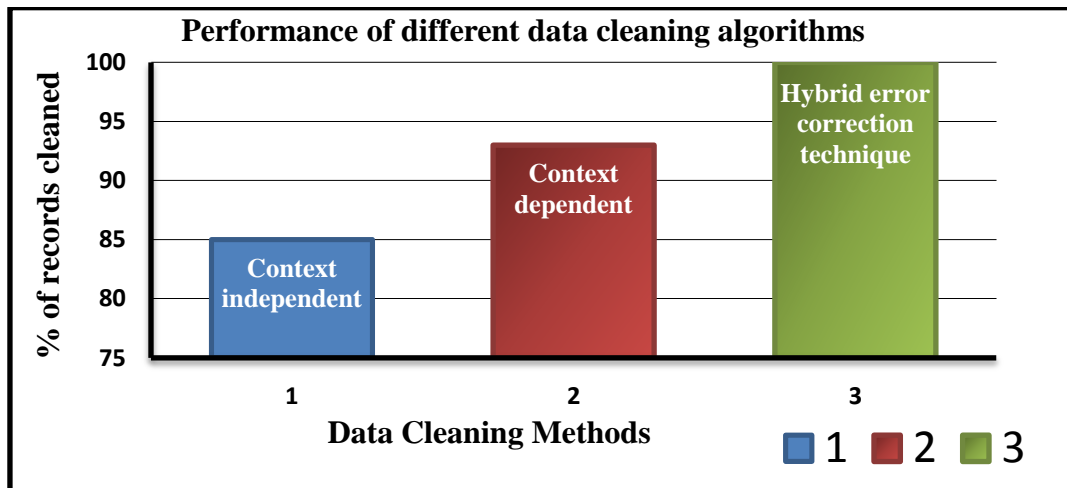 Performance of different data cleaning algorithms
% of records cleaned
100
95
90
85
80
75
Context
independent
Context
dependent
Hybrid error
correction
technique
1
2
3
Data Cleaning Methods
1
2
3